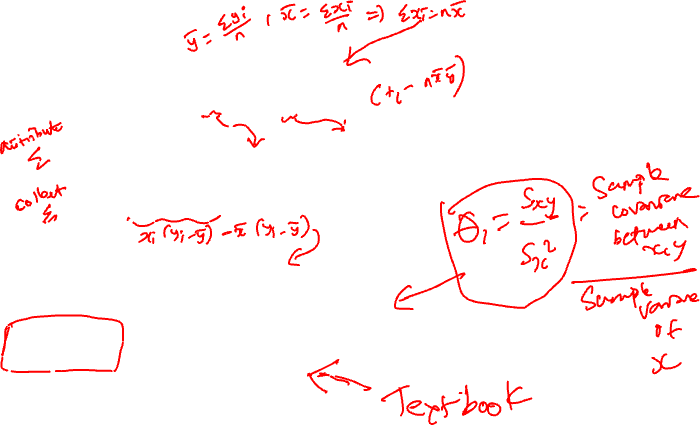 ȳ = Σyi/n , x̄ = Σxi/n ⇒ Σxi = nx̄
(+i − nx̄ȳ)
Σ
collect
Σ
xi (yi − ȳ) − x̄ (yi − ȳ)
θ1 = Sxy / Sx² = Sample covariance between x, y / Sample variance of x
Textbook